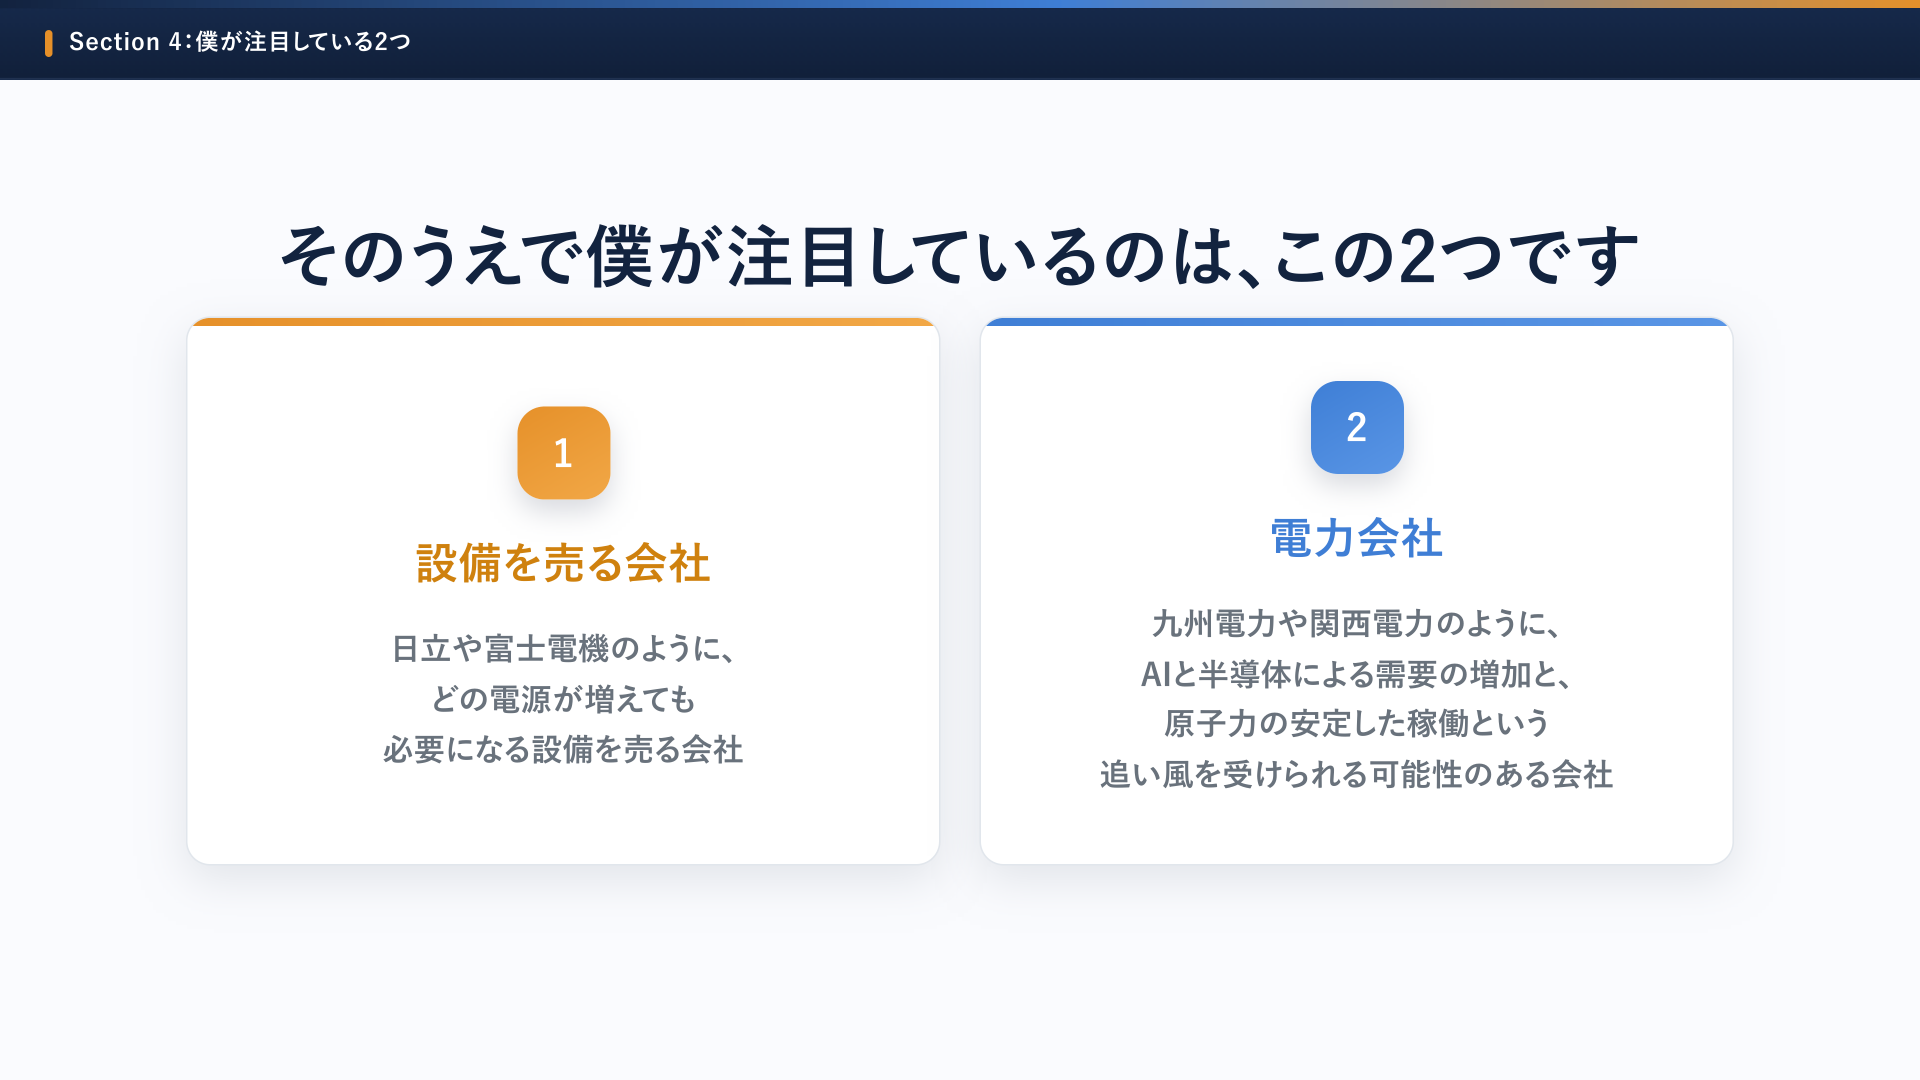 Section 4：僕が注目している2つ
そのうえで僕が注目しているのは、この2つです
1
設備を売る会社
日立や富士電機のように、
どの電源が増えても
必要になる設備を売る会社
2
電力会社
九州電力や関西電力のように、
AIと半導体による需要の増加と、
原子力の安定した稼働という
追い風を受けられる可能性のある会社